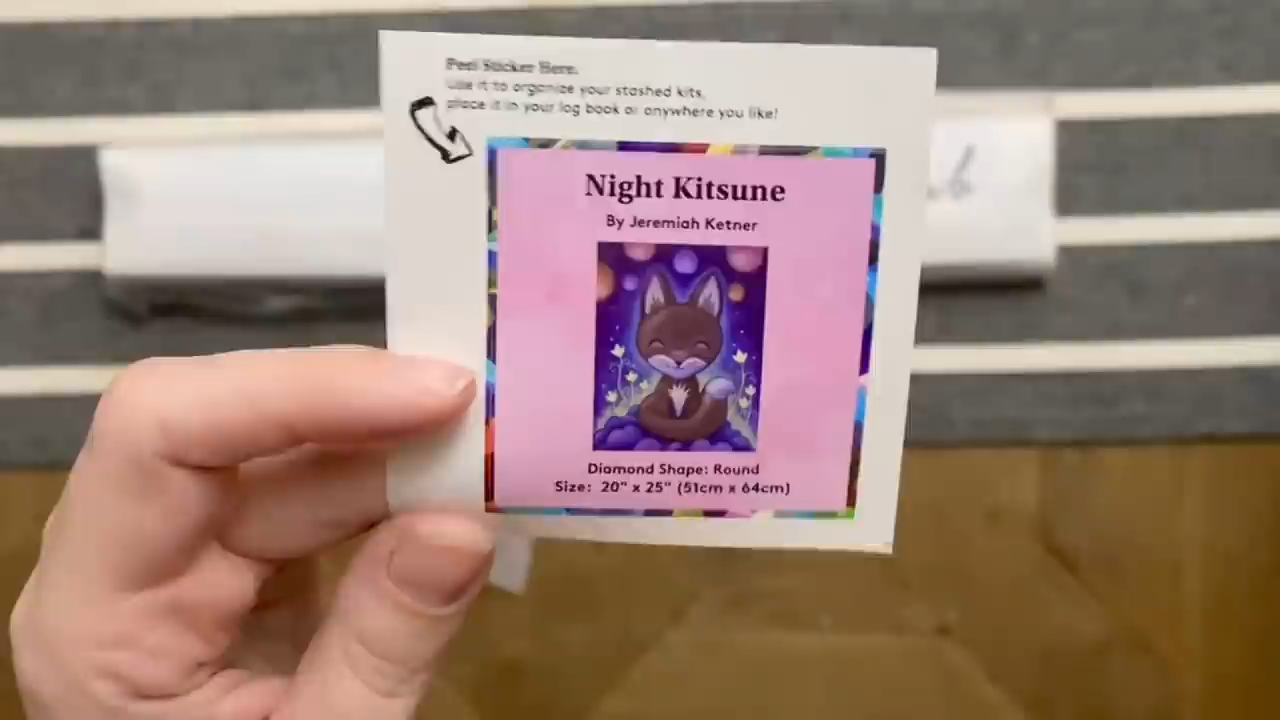 Peel Sticker Here.
Use it to organize your stashed kits,
place it in your log book or anywhere you like!
Night Kitsune
By Jeremiah Ketner
Diamond Shape: Round
Size: 20" x 25" (51cm x 64cm)